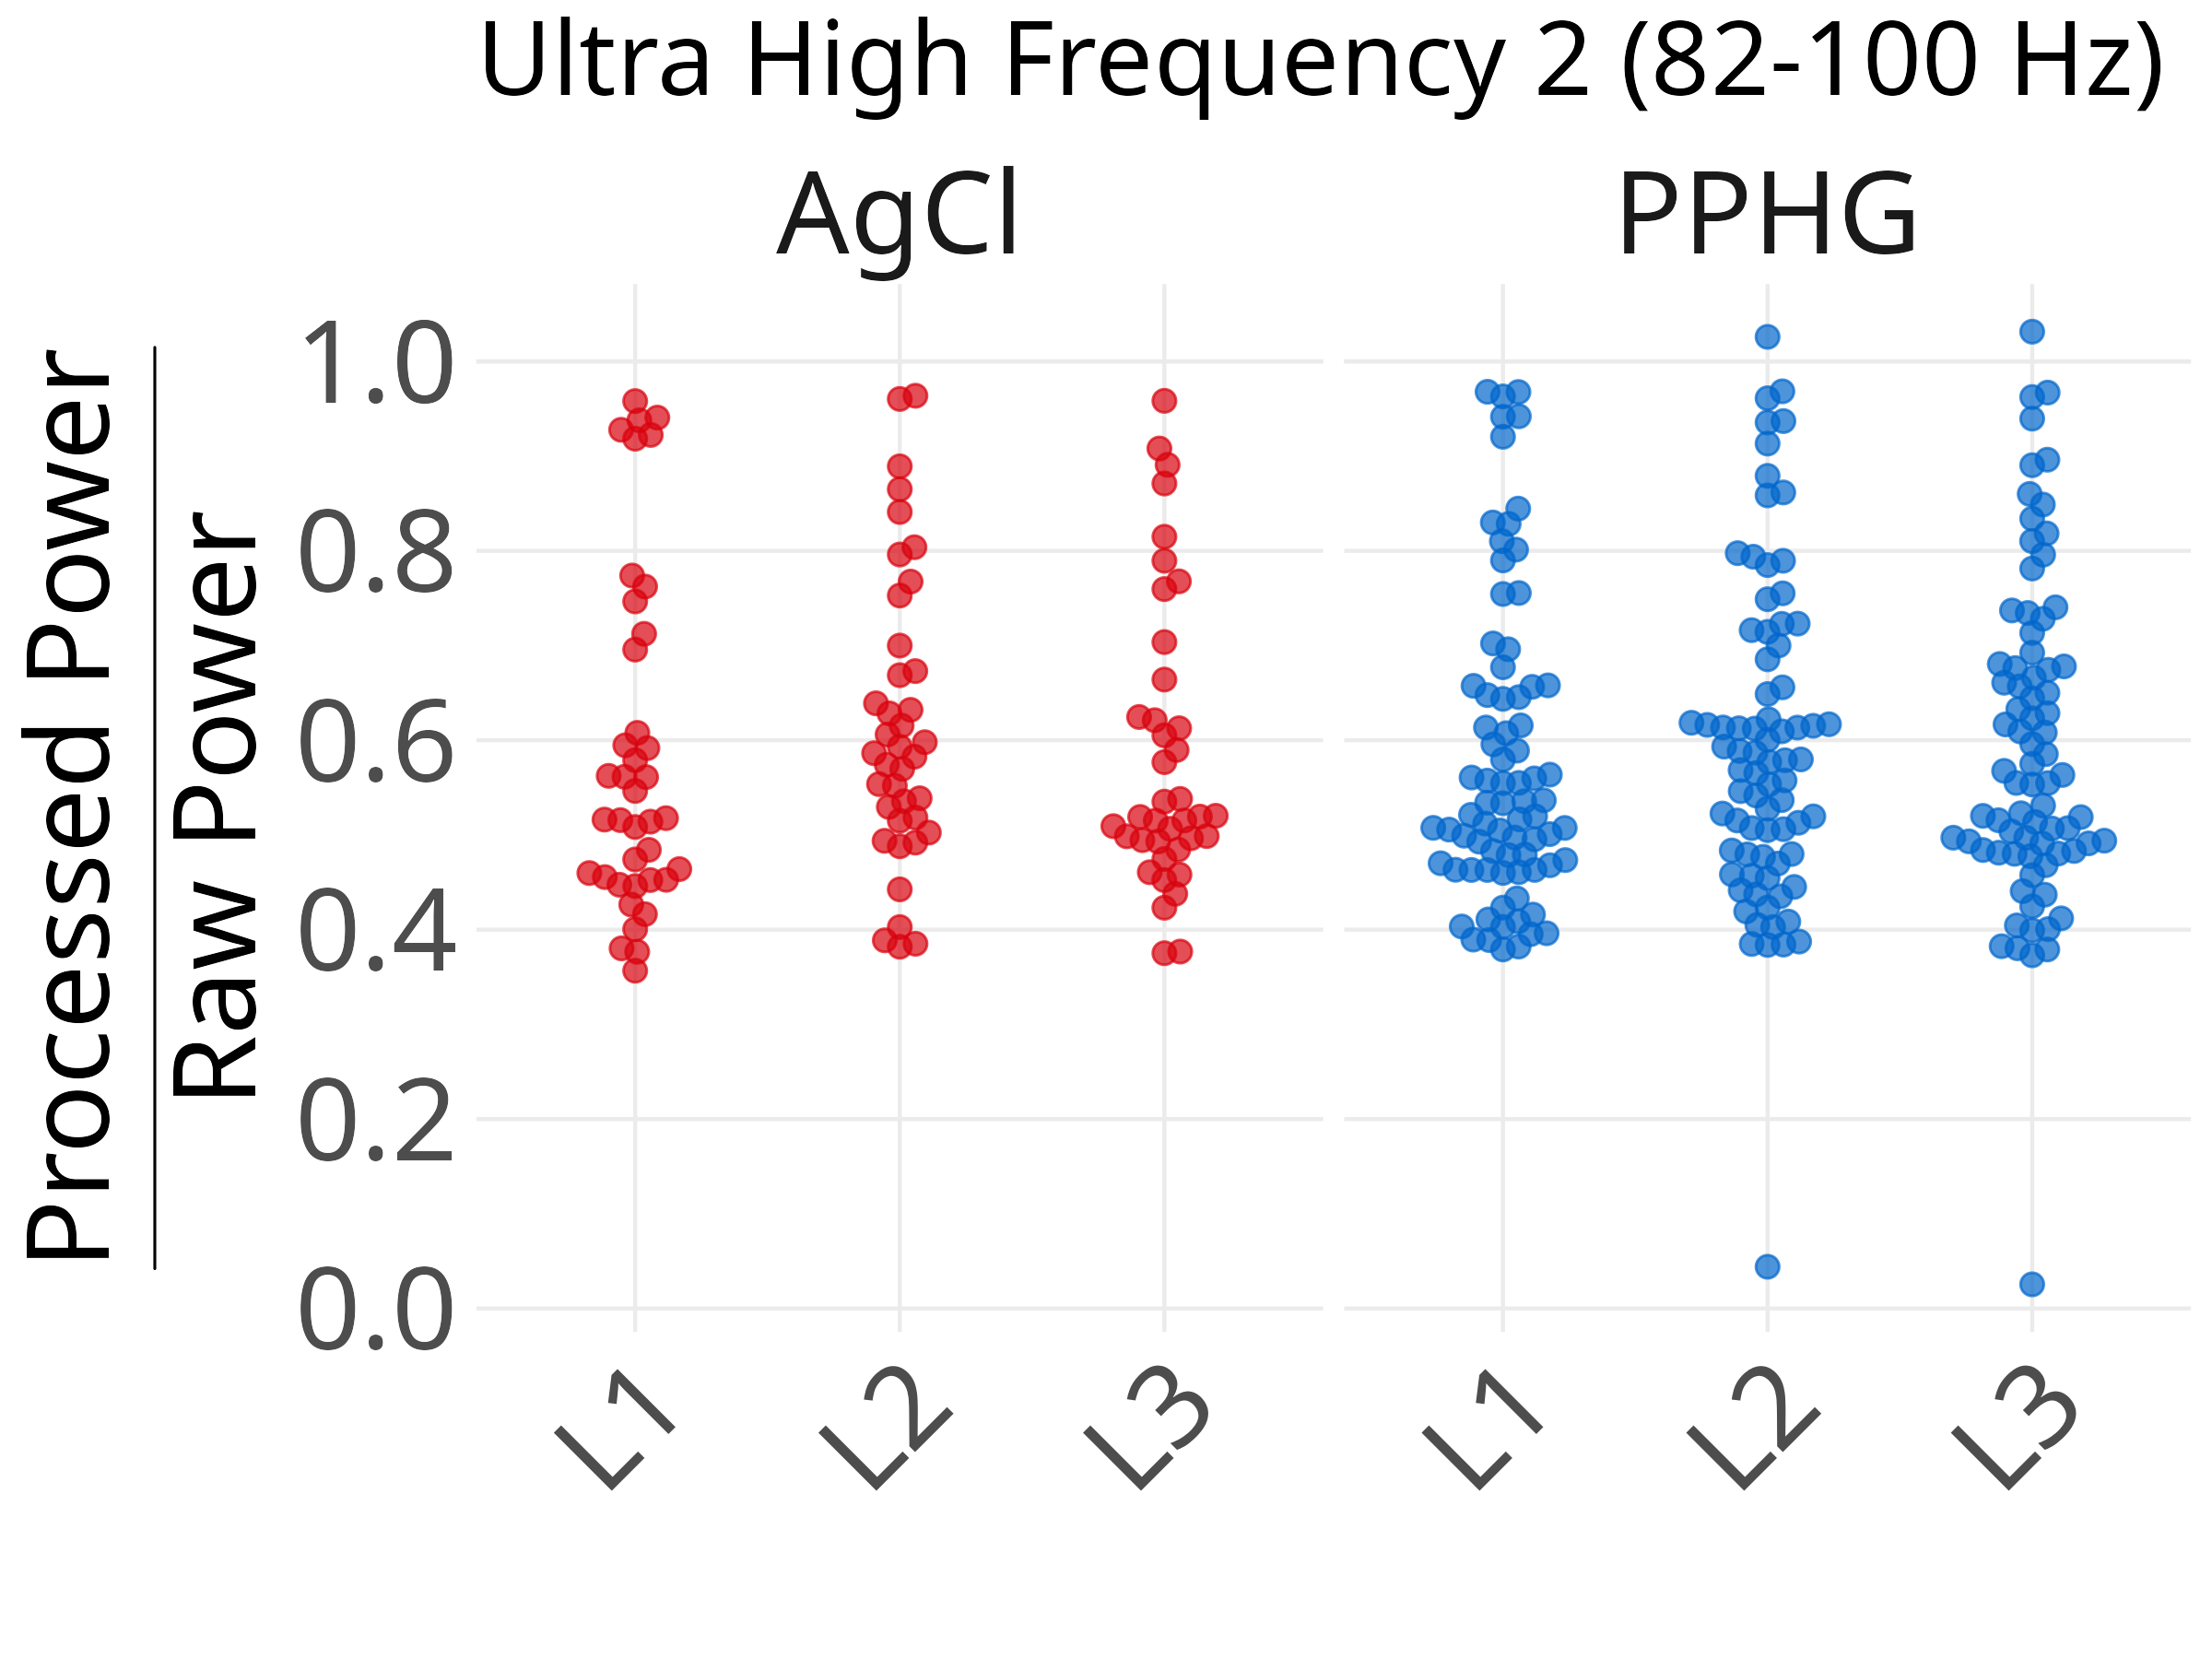 Ultra High Frequency 2 (82-100 Hz)
AgCl
PPHG
Processed Power
Raw Power
1.0
0.8
0.6
0.4
0.2
0.0
L1
L2
L3
L1
L2
L3